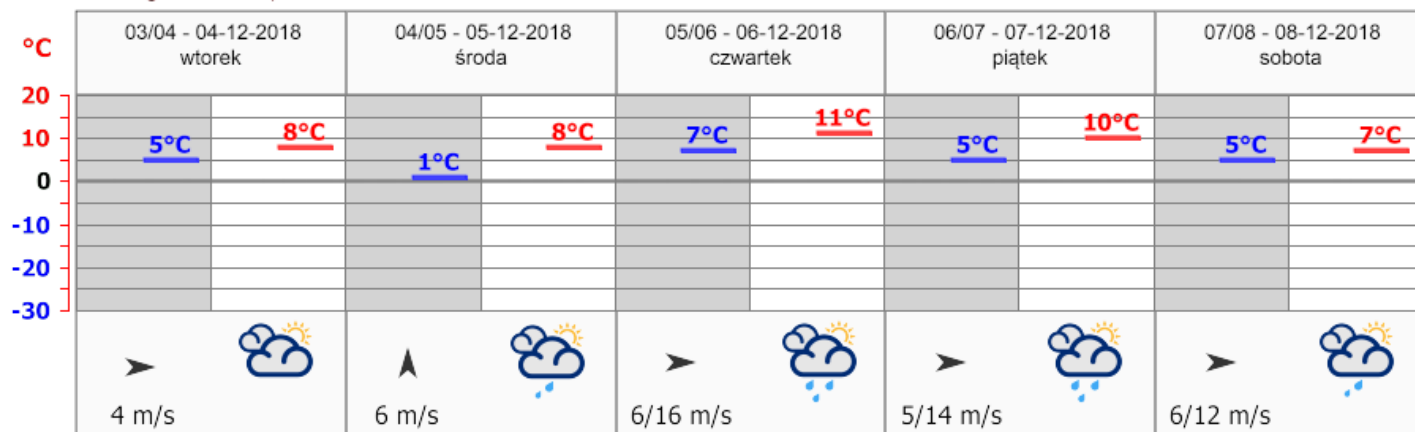 03/04 - 04-12-2018
wtorek
04/05 - 05-12-2018
środa
05/06 - 06-12-2018
czwartek
06/07 - 07-12-2018
piątek
07/08 - 08-12-2018
sobota
°C
20
10
0
-10
-20
-30
5°C
8°C
1°C
8°C
7°C
11°C
5°C
10°C
5°C
7°C
4 m/s
6 m/s
6/16 m/s
5/14 m/s
6/12 m/s